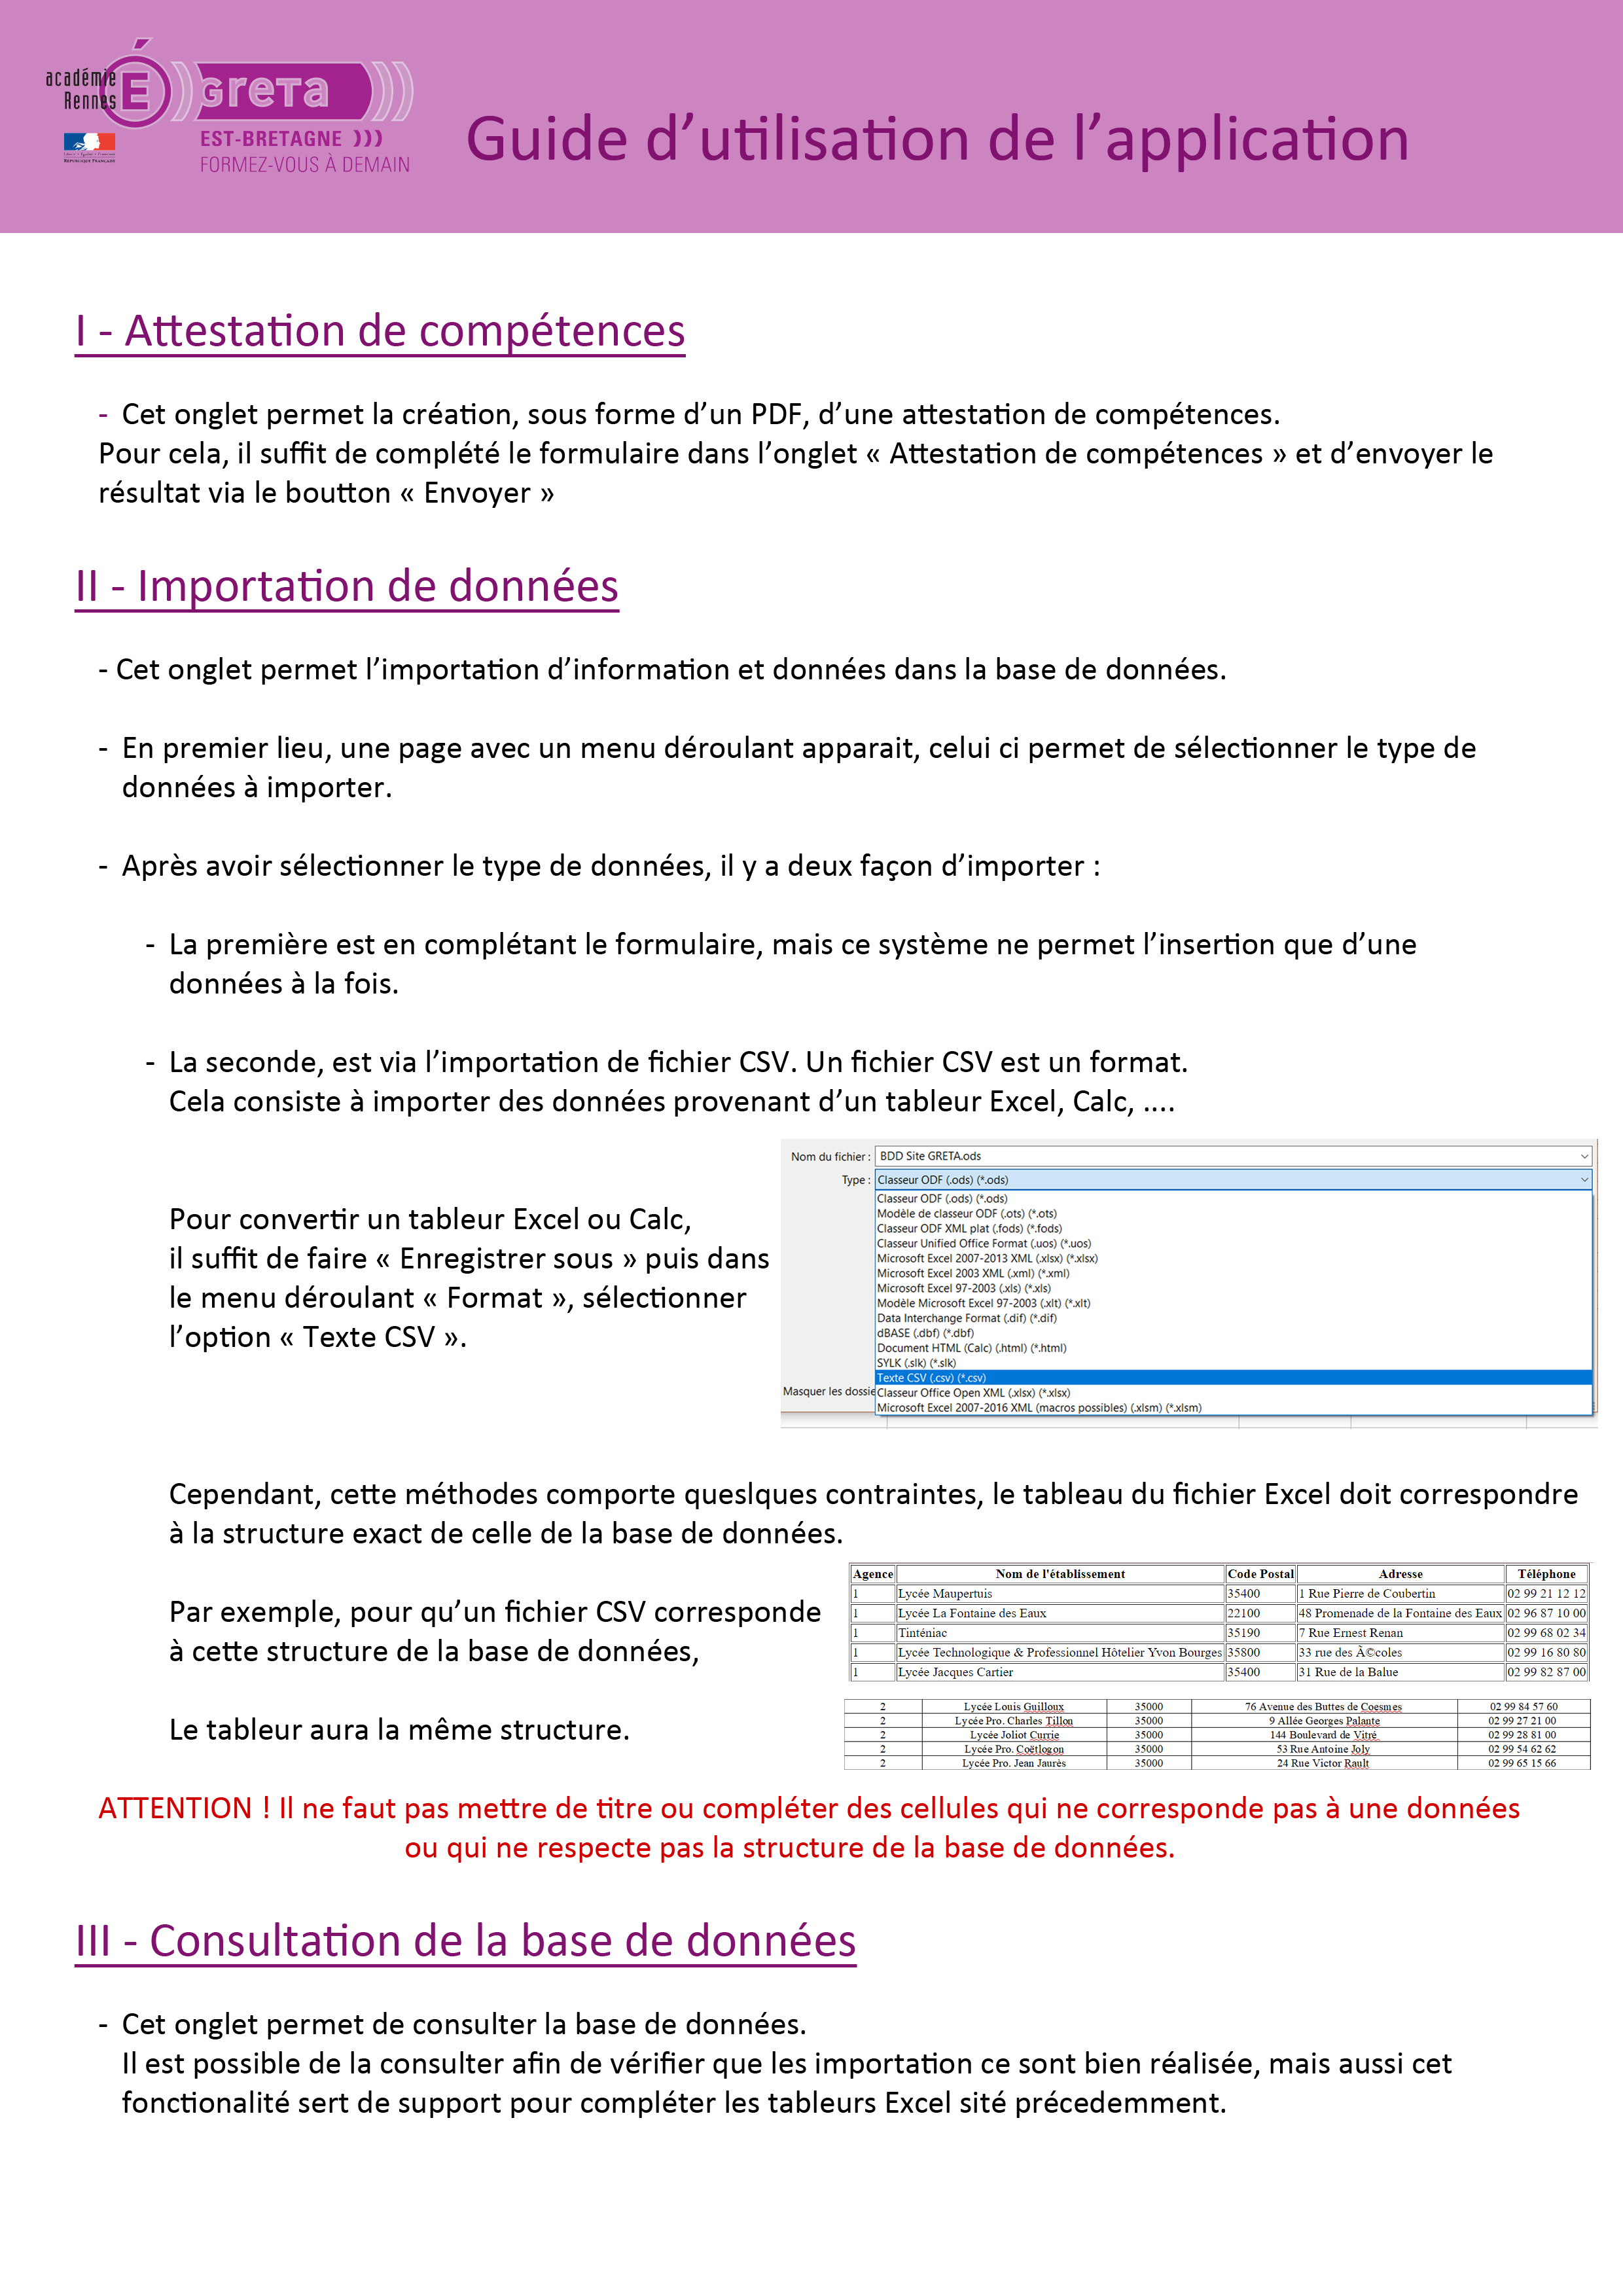 académie
Rennes
É
GRETA
EST-BRETAGNE )))
FORMEZ-VOUS À DEMAIN
Guide d’utilisation de l’application
I - Attestation de compétences
- Cet onglet permet la création, sous forme d’un PDF, d’une attestation de compétences.
Pour cela, il suffit de complété le formulaire dans l’onglet « Attestation de compétences » et d’envoyer le
résultat via le boutton « Envoyer »
II - Importation de données
- Cet onglet permet l’importation d’information et données dans la base de données.
- En premier lieu, une page avec un menu déroulant apparait, celui ci permet de sélectionner le type de
données à importer.
- Après avoir sélectionner le type de données, il y a deux façon d’importer :
- La première est en complétant le formulaire, mais ce système ne permet l’insertion que d’une
données à la fois.
- La seconde, est via l’importation de fichier CSV. Un fichier CSV est un format.
Cela consiste à importer des données provenant d’un tableur Excel, Calc, ....
Nom du fichier : BDD Site GRETA.ods
Type : Classeur ODF (.ods) (*.ods)
Classeur ODF (.ods) (*.ods)
Modèle de classeur ODF (.ots) (*.ots)
Classeur ODF XML plat (.fods) (*.fods)
Classeur Unified Office Format (.uos) (*.uos)
Microsoft Excel 2007-2013 XML (.xlsx) (*.xlsx)
Microsoft Excel 2003 XML (.xml) (*.xml)
Microsoft Excel 97-2003 (.xls) (*.xls)
Modèle Microsoft Excel 97-2003 (.xlt) (*.xlt)
Data Interchange Format (.dif) (*.dif)
dBASE (.dbf) (*.dbf)
Document HTML (Calc) (.html) (*.html)
SYLK (.slk) (*.slk)
Texte CSV (.csv) (*.csv)
Masquer les dossie Classeur Office Open XML (.xlsx) (*.xlsx)
Microsoft Excel 2007-2016 XML (macros possibles) (.xlsm) (*.xlsm)
Pour convertir un tableur Excel ou Calc,
il suffit de faire « Enregistrer sous » puis dans
le menu déroulant « Format », sélectionner
l’option « Texte CSV ».
Cependant, cette méthodes comporte queslques contraintes, le tableau du fichier Excel doit correspondre
à la structure exact de celle de la base de données.
Par exemple, pour qu’un fichier CSV corresponde
à cette structure de la base de données,
Agence Nom de l'établissement Code Postal Adresse Téléphone
1 Lycée Maupertuis 35400 1 Rue Pierre de Coubertin 02 99 21 12 12
1 Lycée La Fontaine des Eaux 22100 48 Promenade de la Fontaine des Eaux 02 96 87 10 00
1 Tinténiac 35190 7 Rue Ernest Renan 02 99 68 02 34
1 Lycée Technologique & Professionnel Hôtelier Yvon Bourges 35800 33 rue des Ã©coles 02 99 16 80 80
1 Lycée Jacques Cartier 35400 31 Rue de la Balue 02 99 82 87 00
Le tableur aura la même structure.
2 Lycée Louis Guilloux 35000 76 Avenue des Buttes de Coesmes 02 99 84 57 60
2 Lycée Pro. Charles Tillon 35000 9 Allée Georges Palante 02 99 27 21 00
2 Lycée Joliot Currie 35000 144 Boulevard de Vitré 02 99 28 81 00
2 Lycée Pro. Coëtlogon 35000 53 Rue Antoine Joly 02 99 54 62 62
2 Lycée Pro. Jean Jaurès 35000 24 Rue Victor Rault 02 99 65 15 66
ATTENTION ! Il ne faut pas mettre de titre ou compléter des cellules qui ne corresponde pas à une données
ou qui ne respecte pas la structure de la base de données.
III - Consultation de la base de données
- Cet onglet permet de consulter la base de données.
Il est possible de la consulter afin de vérifier que les importation ce sont bien réalisée, mais aussi cet
fonctionalité sert de support pour compléter les tableurs Excel sité précedemment.